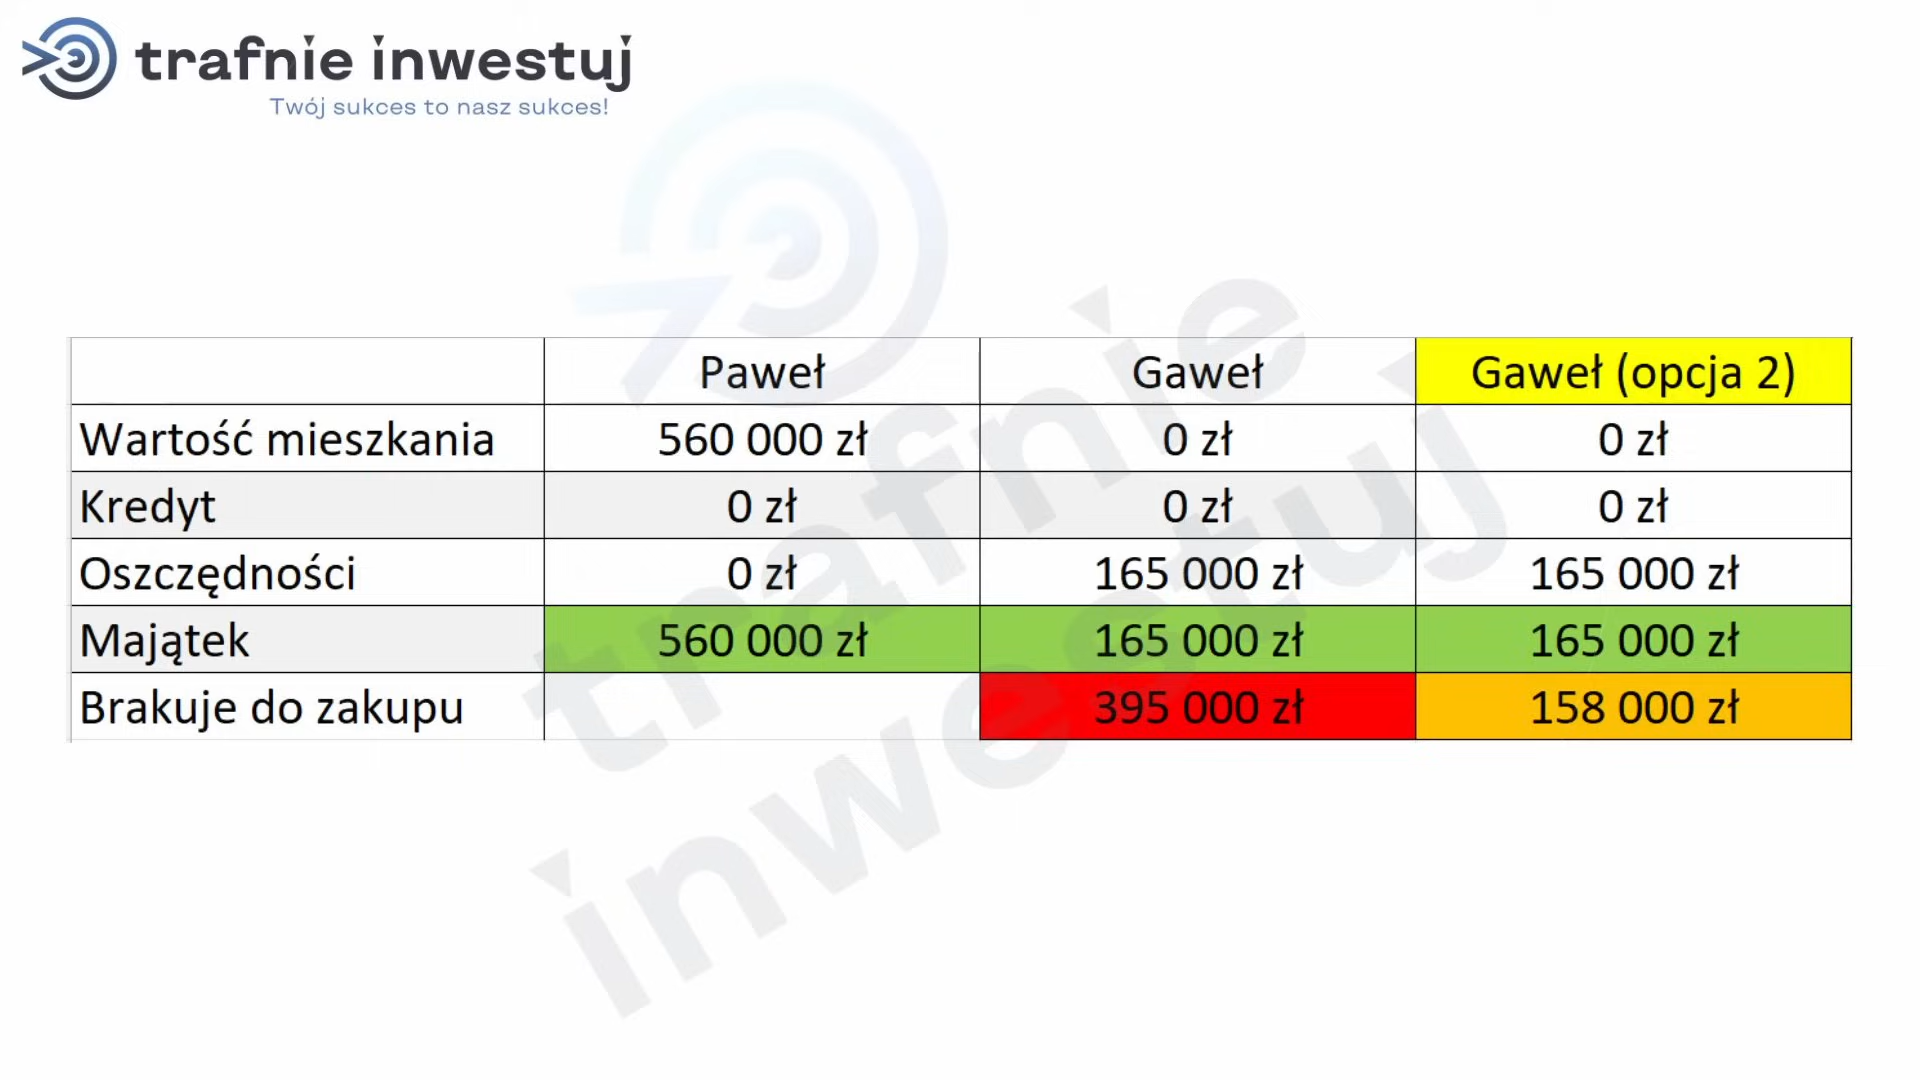 trafnie inwestuj
Twój sukces to nasz sukces!
Paweł Gaweł Gaweł (opcja 2)
Wartość mieszkania 560 000 zł 0 zł 0 zł
Kredyt 0 zł 0 zł 0 zł
Oszczędności 0 zł 165 000 zł 165 000 zł
Majątek 560 000 zł 165 000 zł 165 000 zł
Brakuje do zakupu 395 000 zł 158 000 zł
trafnie
inwestuj